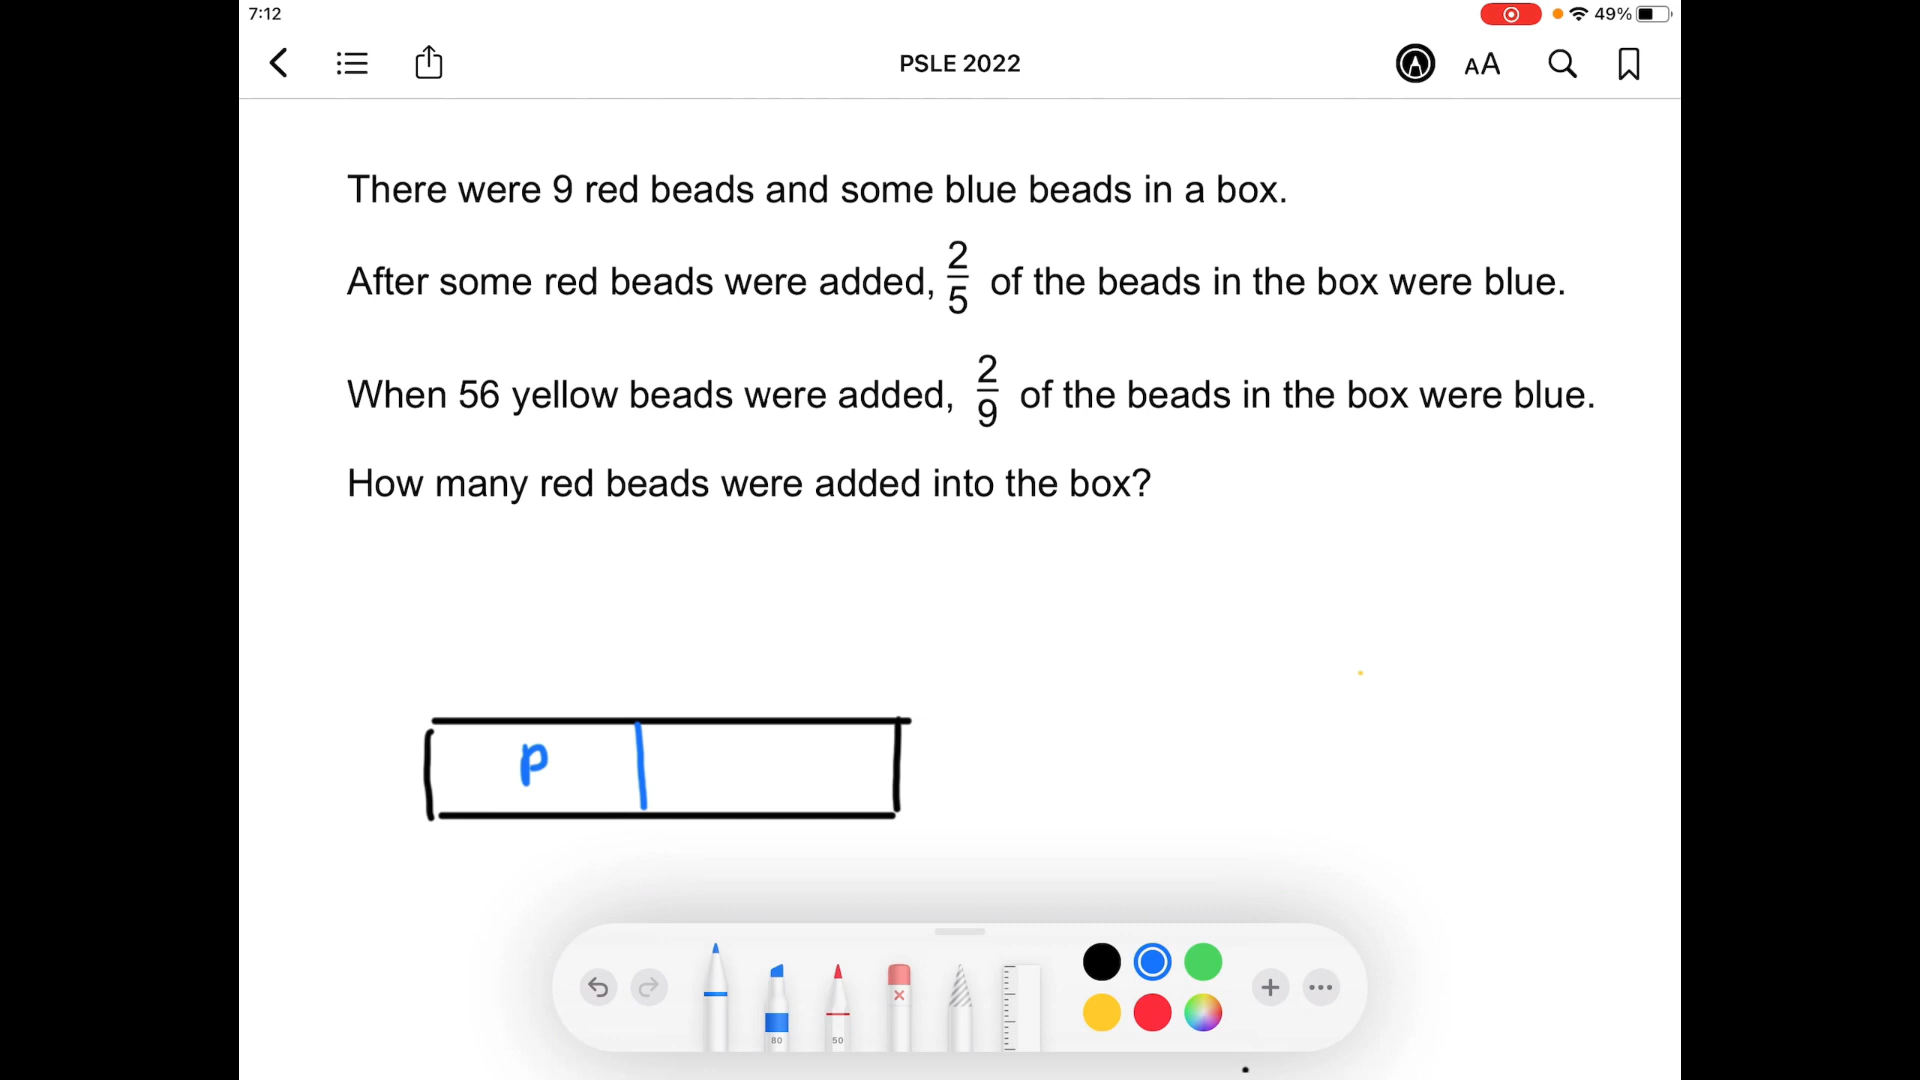 7:12
49%
PSLE 2022
AA
There were 9 red beads and some blue beads in a box.
After some red beads were added, 2/5 of the beads in the box were blue.
When 56 yellow beads were added, 2/9 of the beads in the box were blue.
How many red beads were added into the box?
P
80
50